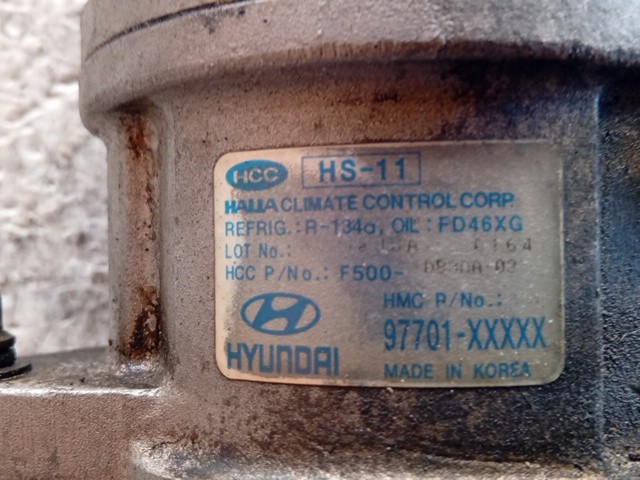 HCC HS-11
HALLA CLIMATE CONTROL CORP.
REFRIG.: R-134a, OIL: FD46XG
LOT No.:
HCC P/No.: F500-
HMC P/No.:
97701-XXXXX
HYUNDAI
MADE IN KOREA